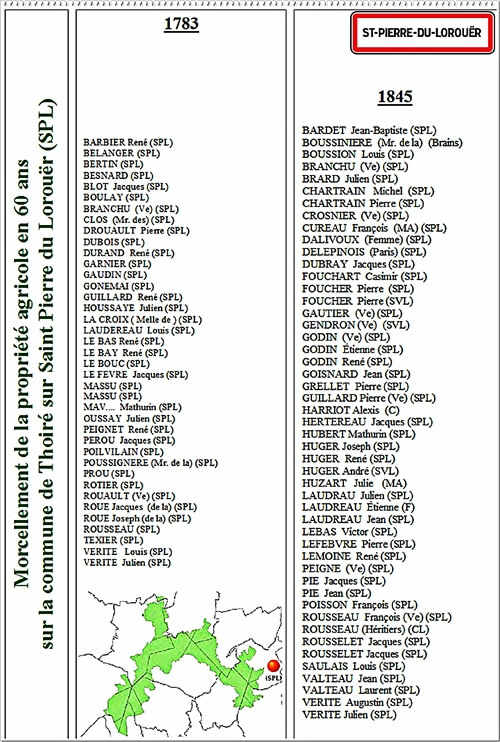 Morcellement de la propriété agricole en 60 ans
sur la commune de Thoiré sur Saint Pierre du Lorouër (SPL)
1783
BARBIER René (SPL)
BELANGER (SPL)
BERTIN (SPL)
BESNARD (SPL)
BLOT Jacques (SPL)
BOULAY (SPL)
BRANCHU (Ve) (SPL)
CLOS (Mr. des) (SPL)
DROUAULT Pierre (SPL)
DUBOIS (SPL)
DURAND René (SPL)
GARNIER (SPL)
GAUDIN (SPL)
GONEMAI (SPL)
GUILLARD René (SPL)
HOUSSAYE Julien (SPL)
LA CROIX ( Melle de ) (SPL)
LAUDEREAU Louis (SPL)
LE BAS René (SPL)
LE BAY René (SPL)
LE BOUC (SPL)
LE FEVRE Jacques (SPL)
MASSU (SPL)
MASSU (SPL)
MAV.... Mathurin (SPL)
OUSSAY Julien (SPL)
PEIGNET René (SPL)
PEROU Jacques (SPL)
POILVILAIN (SPL)
POUSSIGNERE (Mr. de la) (SPL)
PROU (SPL)
ROTIER (SPL)
ROUAULT (Ve) (SPL)
ROUE Jacques (de la) (SPL)
ROUE Joseph (de la) (SPL)
ROUSSEAU (SPL)
TEXIER (SPL)
VERITE Louis (SPL)
VERITE Julien (SPL)
(SPL)
ST-PIERRE-DU-LOROUËR
1845
BARDET Jean-Baptiste (SPL)
BOUSSINIERE (Mr. de la) (Brains)
BOUSSION Louis (SPL)
BRANCHU (Ve) (SPL)
BRARD Julien (SPL)
CHARTRAIN Michel (SPL)
CHARTRAIN Pierre (SPL)
CROSNIER (Ve) (SPL)
CUREAU François (MA) (SPL)
DALIVOUX (Femme) (SPL)
DELEPINOIS (Paris) (SPL)
DUBRAY Jacques (SPL)
FOUCHART Casimir (SPL)
FOUCHER Pierre (SPL)
FOUCHER Pierre (SVL)
GAUTIER (Ve) (SPL)
GENDRON (Ve) (SVL)
GODIN (Ve) (SPL)
GODIN Étienne (SPL)
GODIN René (SPL)
GOISNARD Jean (SPL)
GRELLET Pierre (SPL)
GUILLARD Pierre (Ve) (SPL)
HARRIOT Alexis (C)
HERTEREAU Jacques (SPL)
HUBERT Mathurin (SPL)
HUGER Joseph (SPL)
HUGER René (SPL)
HUGER André (SVL)
HUZART Julie (MA)
LAUDRAU Julien (SPL)
LAUDREAU Étienne (F)
LAUDREAU Jean (SPL)
LEBAS Victor (SPL)
LEFEBVRE Pierre (SPL)
LEMOINE René (SPL)
PEIGNE (Ve) (SPL)
PIE Jacques (SPL)
PIE Jean (SPL)
POISSON François (SPL)
ROUSSEAU François (Ve) (SPL)
ROUSSEAU (Héritiers) (CL)
ROUSSELET Jacques (SPL)
ROUSSELET Jacques (SPL)
SAULAIS Louis (SPL)
VALTEAU Jean (SPL)
VALTEAU Laurent (SPL)
VERITE Augustin (SPL)
VERITE Julien (SPL)